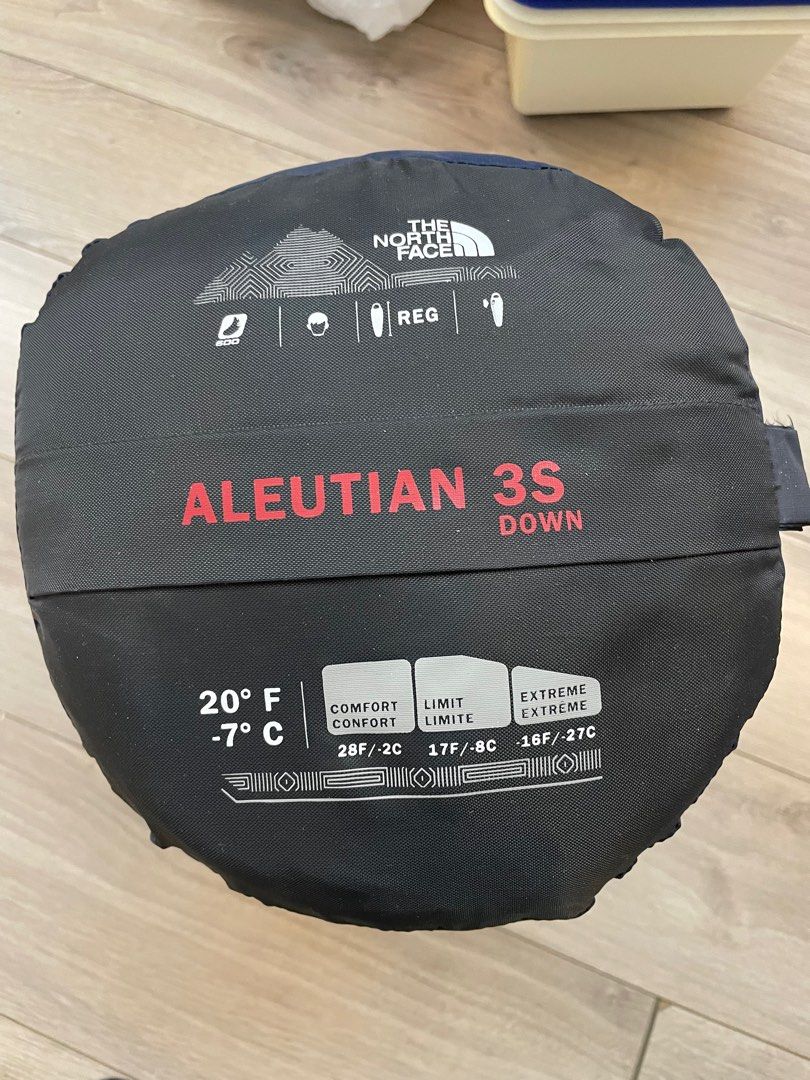 THE
NORTH
FACE
600
REG
ALEUTIAN 3S
DOWN
20° F
-7° C
COMFORT
CONFORT
28F/-2C
LIMIT
LIMITE
17F/-8C
EXTREME
EXTRÊME
-16F/-27C